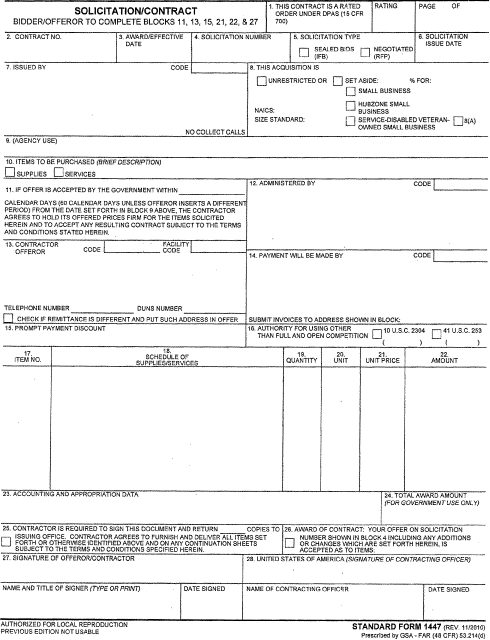 SOLICITATION/CONTRACT
BIDDER/OFFEROR TO COMPLETE BLOCKS 11, 13, 15, 21, 22, & 27
1. THIS CONTRACT IS A RATED
ORDER UNDER DPAS (15 CFR
700)
RATING
PAGE OF
2. CONTRACT NO.
3. AWARD/EFFECTIVE
DATE
4. SOLICITATION NUMBER
5. SOLICITATION TYPE
SEALED BIDS
(IFB)
NEGOTIATED
(RFP)
6. SOLICITATION
ISSUE DATE
7. ISSUED BY
CODE
NO COLLECT CALLS
8. THIS ACQUISITION IS
UNRESTRICTED OR
SET ASIDE: % FOR:
SMALL BUSINESS
HUBZONE SMALL
BUSINESS
NAICS:
SIZE STANDARD:
SERVICE-DISABLED VETERAN-
OWNED SMALL BUSINESS
8(A)
9. (AGENCY USE)
10. ITEMS TO BE PURCHASED (BRIEF DESCRIPTION)
SUPPLIES SERVICES
11. IF OFFER IS ACCEPTED BY THE GOVERNMENT WITHIN
CALENDAR DAYS (60 CALENDAR DAYS UNLESS OFFEROR INSERTS A DIFFERENT
PERIOD) FROM THE DATE SET FORTH IN BLOCK 9 ABOVE, THE CONTRACTOR
AGREES TO HOLD ITS OFFERED PRICES FIRM FOR THE ITEMS SOLICITED
HEREIN AND TO ACCEPT ANY RESULTING CONTRACT SUBJECT TO THE TERMS
AND CONDITIONS STATED HEREIN.
12. ADMINISTERED BY
CODE
13. CONTRACTOR
OFFEROR
CODE
FACILITY
CODE
14. PAYMENT WILL BE MADE BY
CODE
TELEPHONE NUMBER
DUNS NUMBER
CHECK IF REMITTANCE IS DIFFERENT AND PUT SUCH ADDRESS IN OFFER
SUBMIT INVOICES TO ADDRESS SHOWN IN BLOCK:
15. PROMPT PAYMENT DISCOUNT
16. AUTHORITY FOR USING OTHER
THAN FULL AND OPEN COMPETITION
10 U.S.C. 2304
( )
41 U.S.C. 253
( )
17.
ITEM NO.
18.
SCHEDULE OF
SUPPLIES/SERVICES
19.
QUANTITY
20.
UNIT
21.
UNIT PRICE
22.
AMOUNT
23. ACCOUNTING AND APPROPRIATION DATA
24. TOTAL AWARD AMOUNT
(FOR GOVERNMENT USE ONLY)
25. CONTRACTOR IS REQUIRED TO SIGN THIS DOCUMENT AND RETURN COPIES TO
ISSUING OFFICE. CONTRACTOR AGREES TO FURNISH AND DELIVER ALL ITEMS SET
FORTH OR OTHERWISE IDENTIFIED ABOVE AND ON ANY CONTINUATION SHEETS
SUBJECT TO THE TERMS AND CONDITIONS SPECIFIED HEREIN.
26. AWARD OF CONTRACT: YOUR OFFER ON SOLICITATION
NUMBER SHOWN IN BLOCK 4 INCLUDING ANY ADDITIONS
OR CHANGES WHICH ARE SET FORTH HEREIN, IS
ACCEPTED AS TO ITEMS:
27. SIGNATURE OF OFFEROR/CONTRACTOR
28. UNITED STATES OF AMERICA (SIGNATURE OF CONTRACTING OFFICER)
NAME AND TITLE OF SIGNER (TYPE OR PRINT)
DATE SIGNED
NAME OF CONTRACTING OFFICER
DATE SIGNED
AUTHORIZED FOR LOCAL REPRODUCTION
PREVIOUS EDITION NOT USABLE
STANDARD FORM 1447 (REV. 11/2010)
Prescribed by GSA - FAR (48 CFR) 53.214(d)